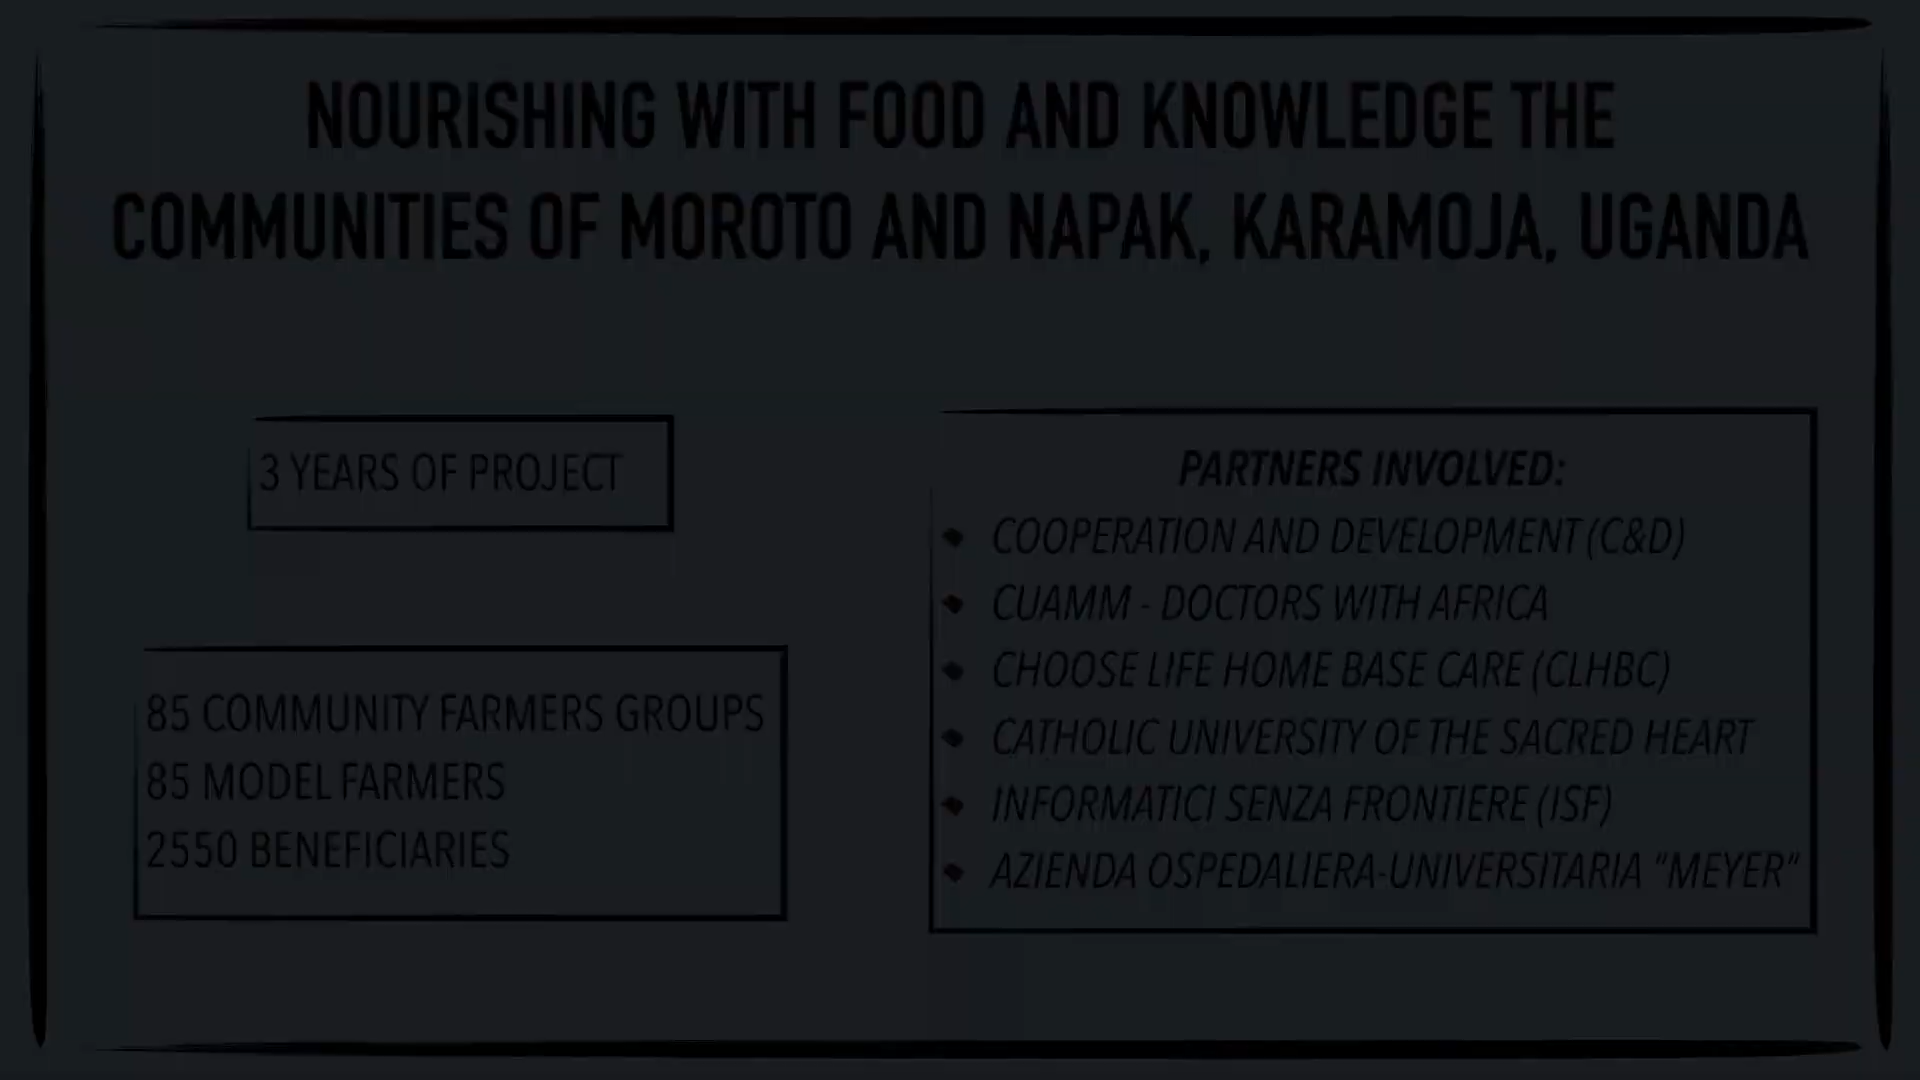 NOURISHING WITH FOOD AND KNOWLEDGE THE
COMMUNITIES OF MOROTO AND NAPAK, KARAMOJA, UGANDA
3 YEARS OF PROJECT
85 COMMUNITY FARMERS GROUPS
85 MODEL FARMERS
2550 BENEFICIARIES
PARTNERS INVOLVED:
COOPERATION AND DEVELOPMENT (C&D)
CUAMM - DOCTORS WITH AFRICA
CHOOSE LIFE HOME BASE CARE (CLHBC)
CATHOLIC UNIVERSITY OF THE SACRED HEART
INFORMATICI SENZA FRONTIERE (ISF)
AZIENDA OSPEDALIERA-UNIVERSITARIA "MEYER"